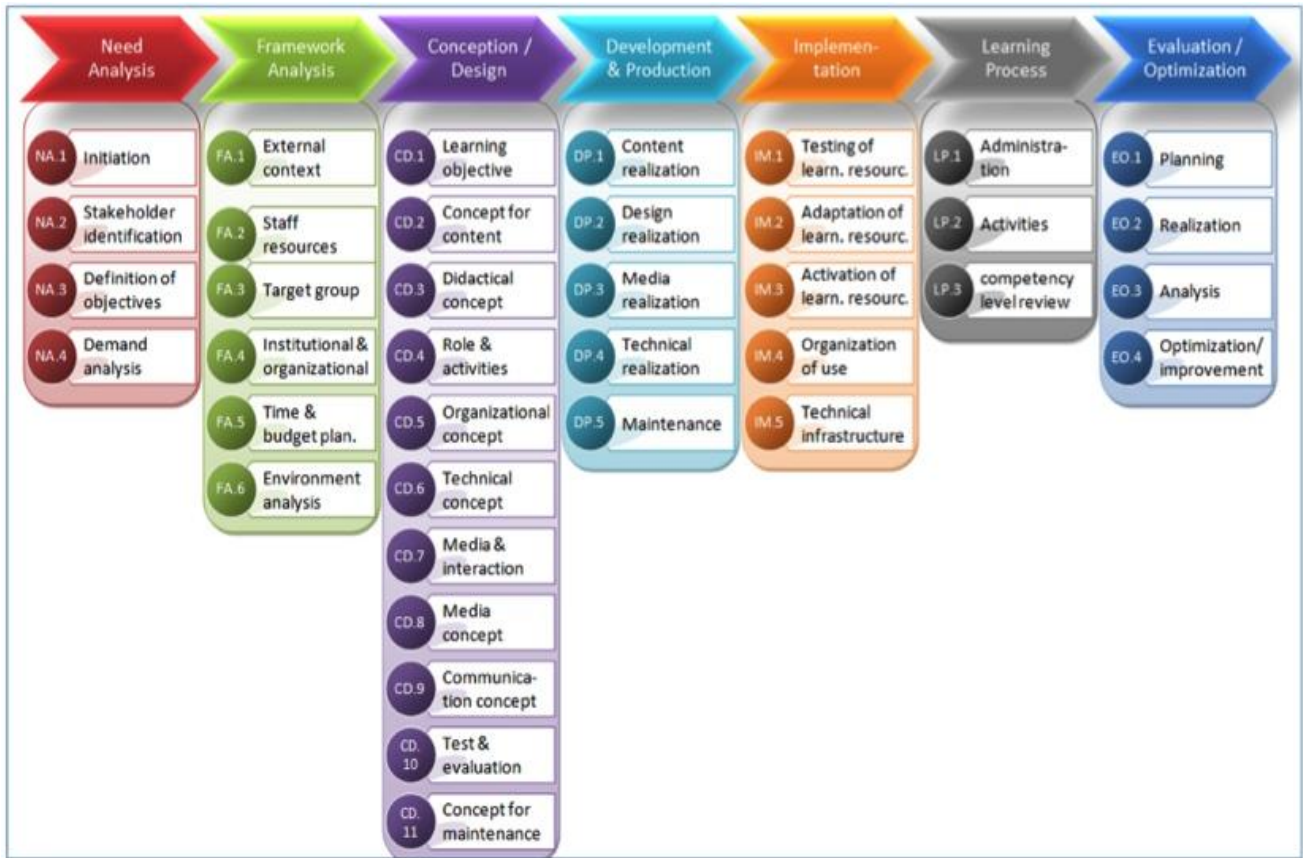 Need
Analysis
Framework
Analysis
Conception /
Design
Development
& Production
Implemen-
tation
Learning
Process
Evaluation /
Optimization
NA.1
Initiation
NA.2
Stakeholder
identification
NA.3
Definition of
objectives
NA.4
Demand
analysis
FA.1
External
context
FA.2
Staff
resources
FA.3
Target group
FA.4
Institutional &
organizational
FA.5
Time &
budget plan.
FA.6
Environment
analysis
CD.1
Learning
objective
CD.2
Concept for
content
CD.3
Didactical
concept
CD.4
Role &
activities
CD.5
Organizational
concept
CD.6
Technical
concept
CD.7
Media &
interaction
CD.8
Media
concept
CD.9
Communica-
tion concept
CD.
10
Test &
evaluation
CD.
11
Concept for
maintenance
DP.1
Content
realization
DP.2
Design
realization
DP.3
Media
realization
DP.4
Technical
realization
DP.5
Maintenance
IM.1
Testing of
learn. resourc.
IM.2
Adaptation of
learn. resourc.
IM.3
Activation of
learn. resourc.
IM.4
Organization
of use
IM.5
Technical
infrastructure
LP.1
Administra-
tion
LP.2
Activities
LP.3
competency
level review
EO.1
Planning
EO.2
Realization
EO.3
Analysis
EO.4
Optimization/
improvement